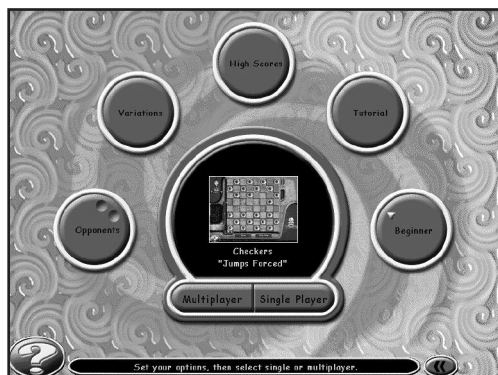 High Scores
Variations
Tutorial
Opponents
Beginner
Checkers
"Jumps Forced"
Multiplayer
Single Player
?
Set your options, then select single or multiplayer.